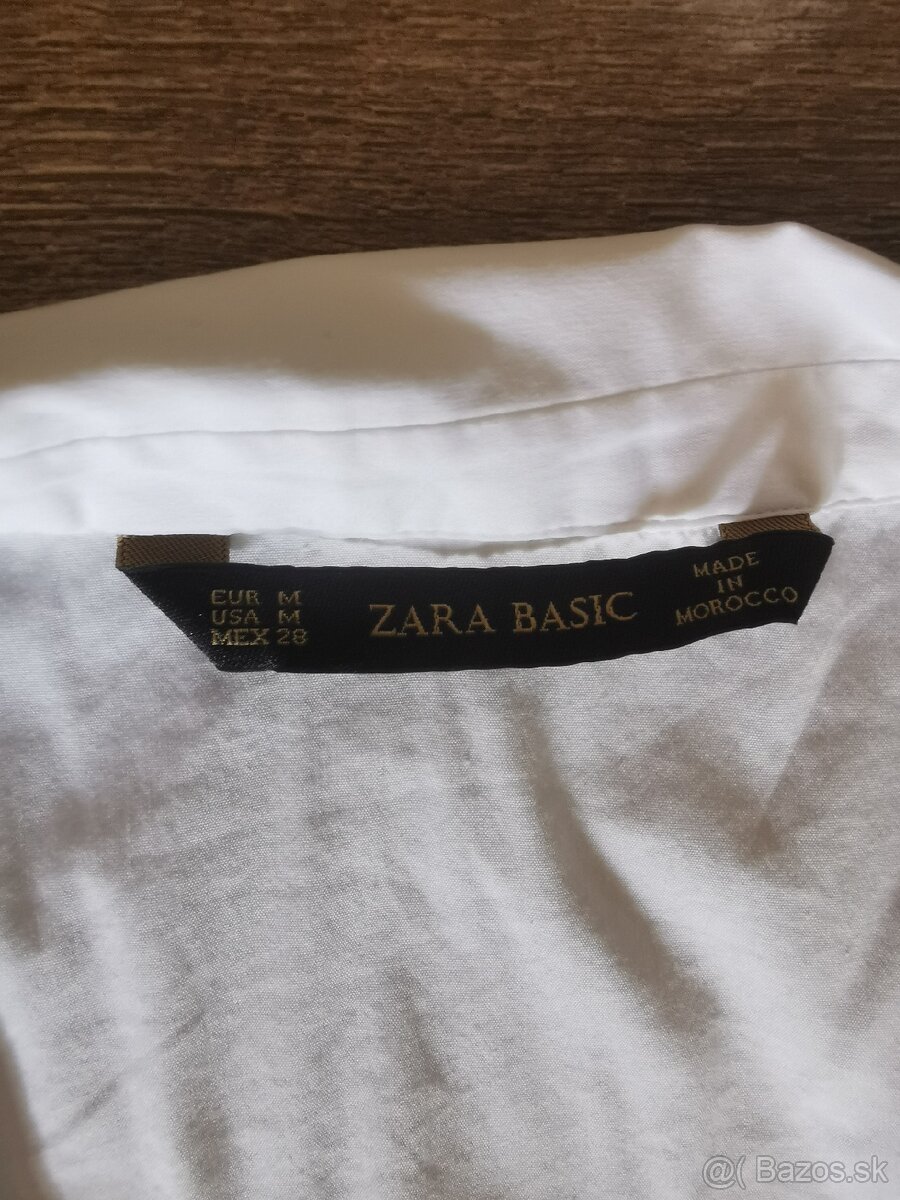 EUR M
USA M
MEX 28
ZARA BASIC
MADE
IN
MOROCCO
@( Bazos.sk